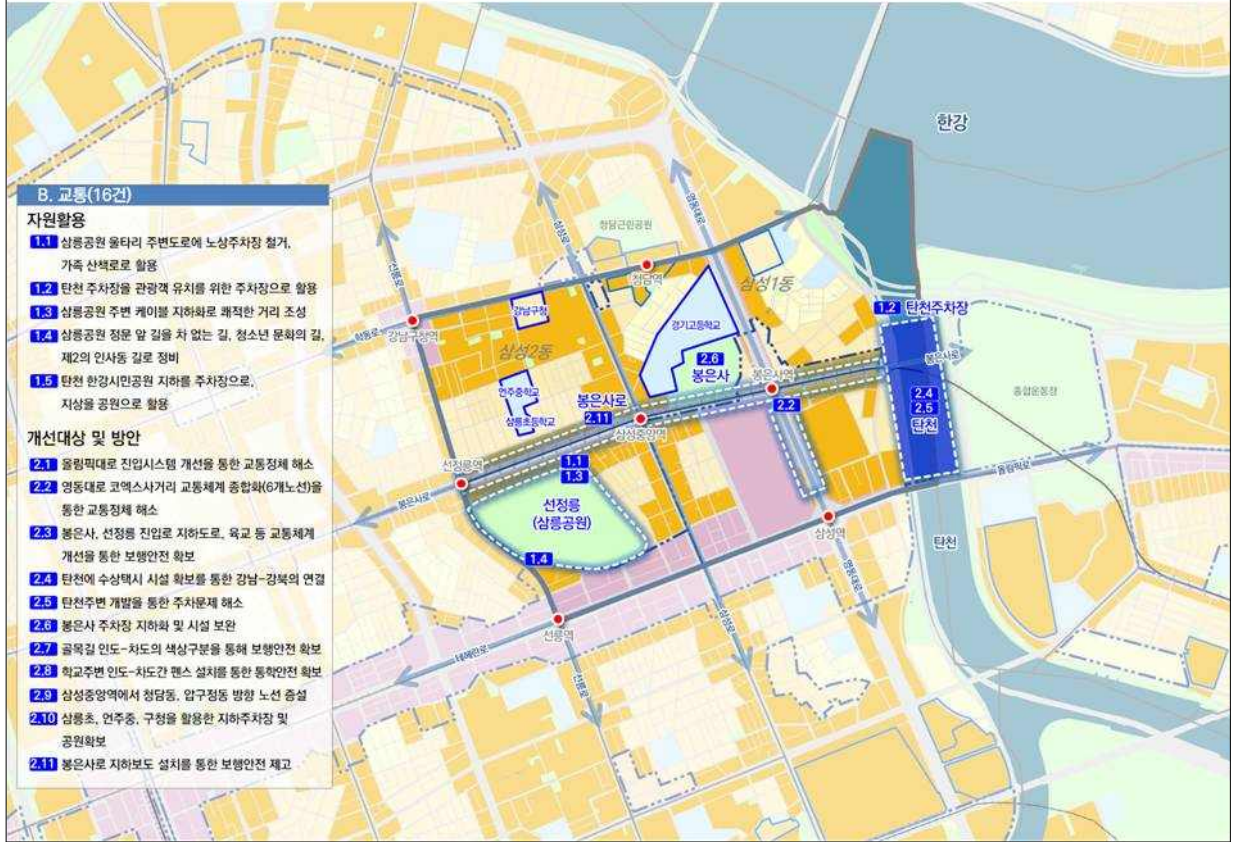 B. 교통(16건)
자원활용
1.1 삼릉공원 울타리 주변도로에 노상주차장 철거,
가족 산책로로 활용
1.2 탄천 주차장을 관광객 유치를 위한 주차장으로 활용
1.3 삼릉공원 주변 케이블 지하화로 쾌적한 거리 조성
1.4 삼릉공원 정문 앞 길을 차 없는 길, 청소년 문화의 길,
제2의 인사동 길로 정비
1.5 탄천 한강시민공원 지하를 주차장으로,
지상을 공원으로 활용
개선대상 및 방안
2.1 올림픽대로 진입시스템 개선을 통한 교통정체 해소
2.2 영동대로 코엑스사거리 교통체계 종합화(6개노선)을
통한 교통정체 해소
2.3 봉은사, 선정릉 진입로 지하도로, 육교 등 교통체계
개선을 통한 보행안전 확보
2.4 탄천에 수상택시 시설 확보를 통한 강남-강북의 연결
2.5 탄천주변 개발을 통한 주차문제 해소
2.6 봉은사 주차장 지하화 및 시설 보완
2.7 골목길 인도-차도의 색상구분을 통해 보행안전 확보
2.8 학교주변 인도-차도간 펜스 설치를 통한 통학안전 확보
2.9 삼성중앙역에서 청담동, 압구정동 방향 노선 증설
2.10 삼릉초, 언주중, 구청을 활용한 지하주차장 및
공원확보
2.11 봉은사로 지하보도 설치를 통한 보행안전 제고
한강
영동대로
삼성로
청담근린공원
선릉로
청담역
삼성1동
강남구청
경기고등학교
1.2 탄천주차장
강남구청역
학동로
삼성2동
2.6
봉은사
봉은사로
봉은사역
종합운동장
언주중학교
봉은사로
2.11
2.2
2.4
2.5
탄천
삼릉초등학교
삼성중앙역
선정릉역
1.1
1.3
올림픽로
봉은사로
선정릉
(삼릉공원)
삼성역
탄천
1.4
영동대로
선릉역
삼성로
테헤란로
선릉로